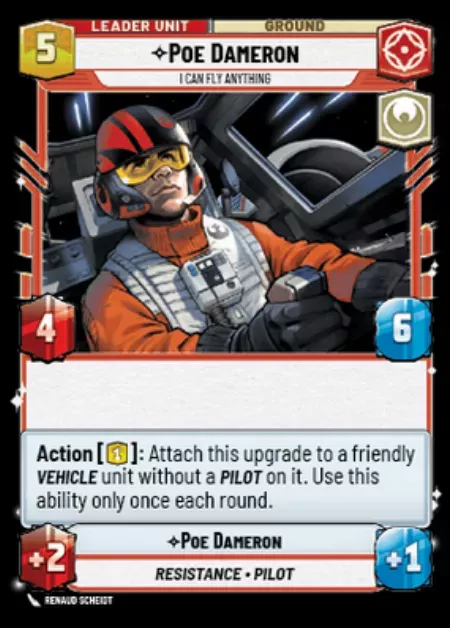 LEADER UNIT
GROUND
5
POE DAMERON
I CAN FLY ANYTHING
4
6
Action [1]: Attach this upgrade to a friendly
VEHICLE unit without a PILOT on it. Use this
ability only once each round.
+2
POE DAMERON
+1
RESISTANCE • PILOT
RENAUD SCHEIDT